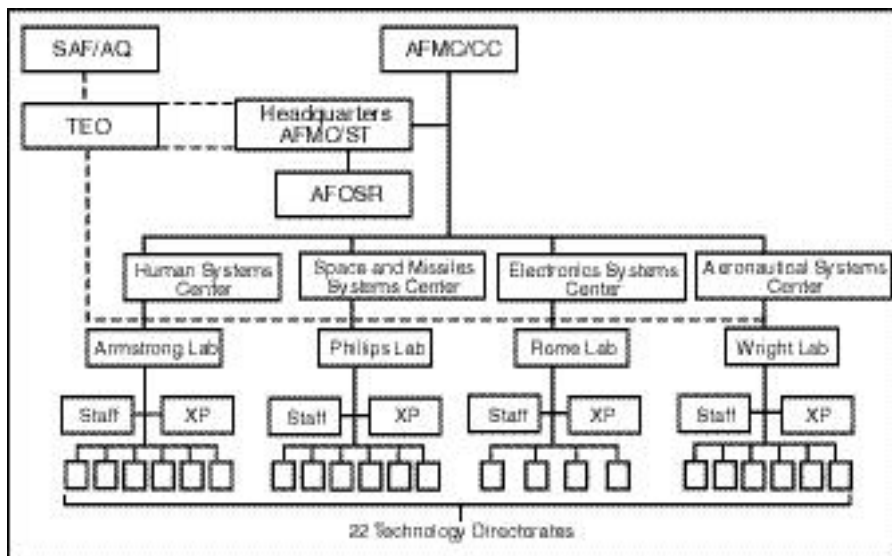 SAF/AQ
AFMC/CC
TEO
Headquarters
AFMC/ST
AFOSR
Human Systems
Center
Space and Missiles
Systems Center
Electronics Systems
Center
Aeronautical Systems
Center
Armstrong Lab
Phillips Lab
Rome Lab
Wright Lab
Staff
XP
Staff
XP
Staff
XP
Staff
XP
22 Technology Directorates